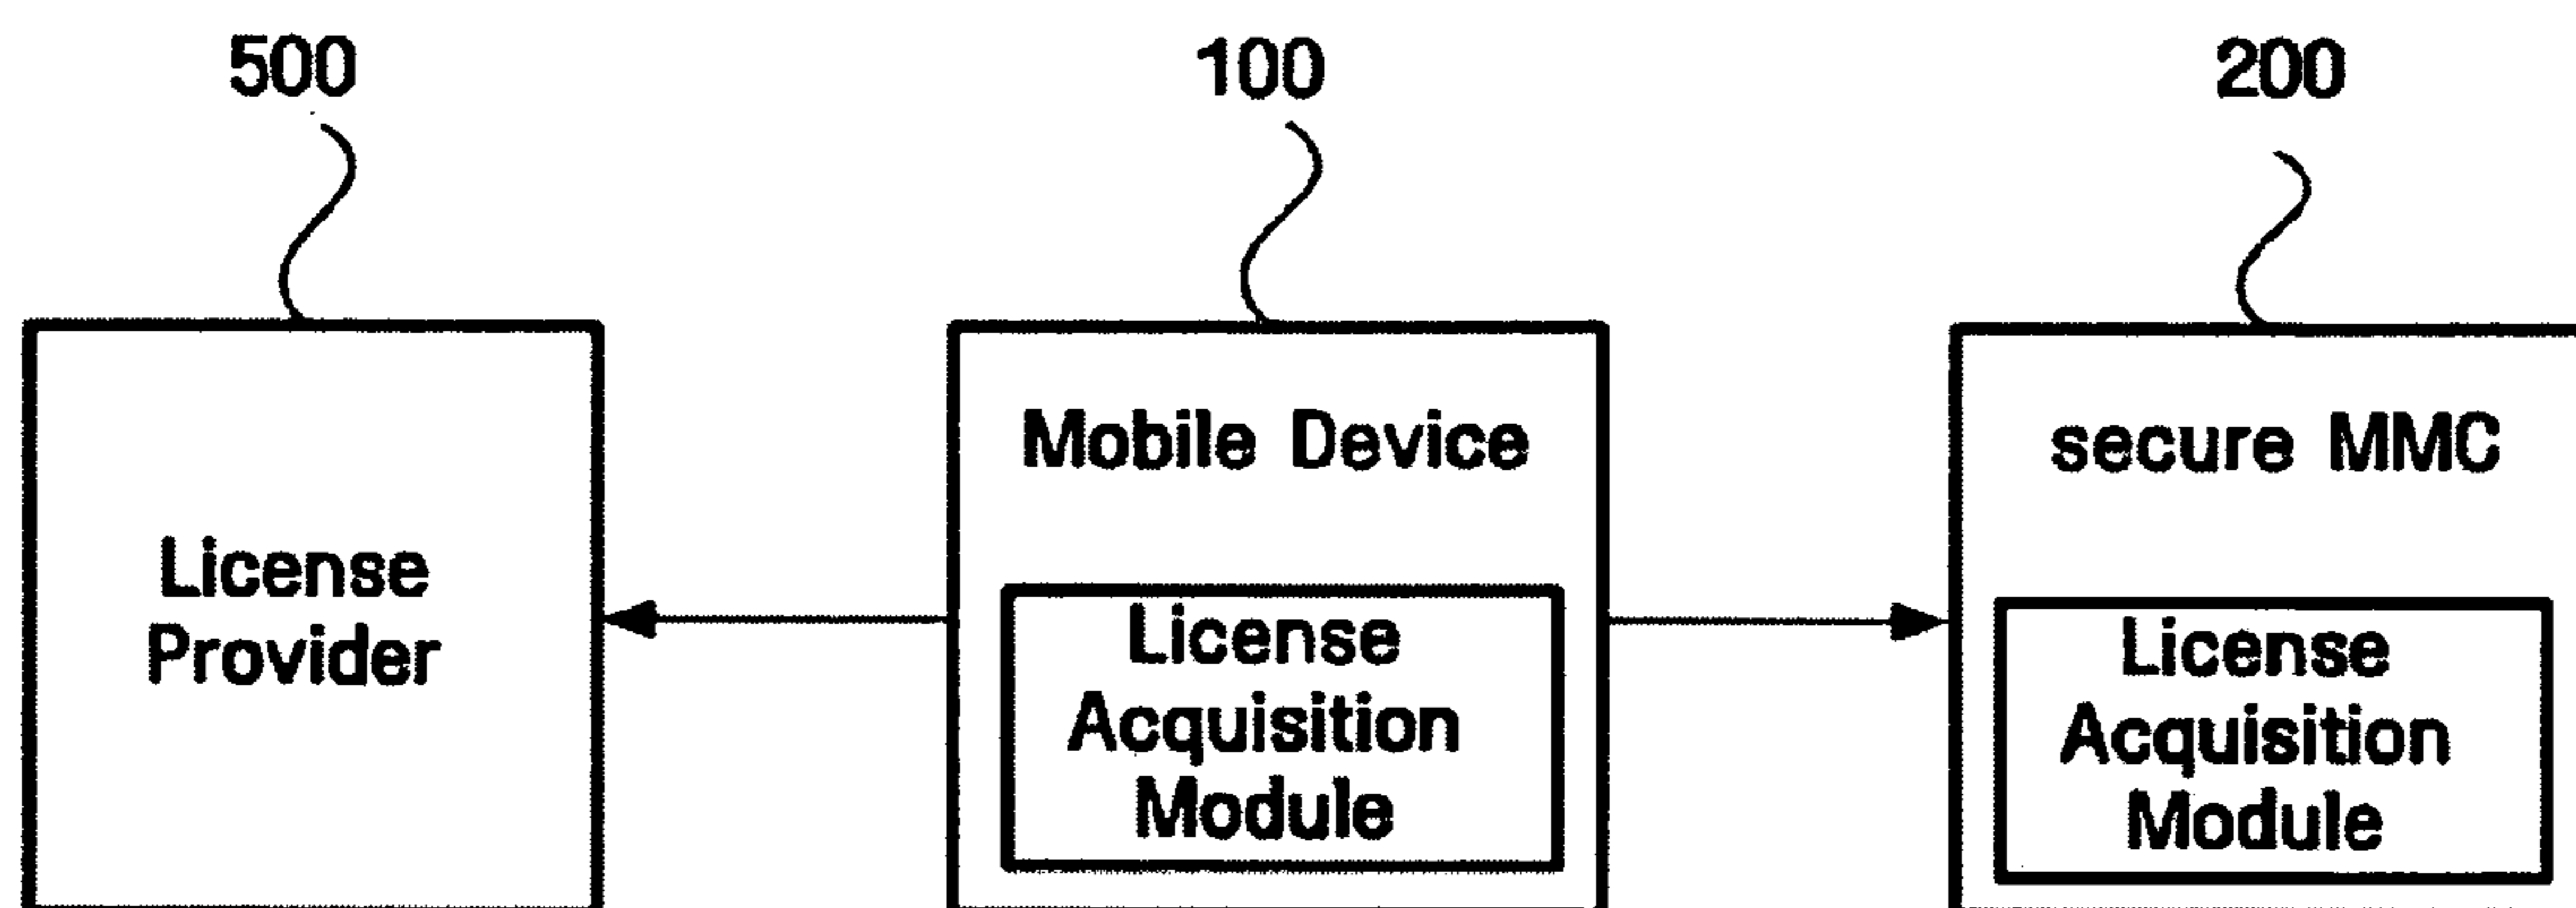 500
100
200
License
Provider
Mobile Device
License
Acquisition
Module
secure MMC
License
Acquisition
Module